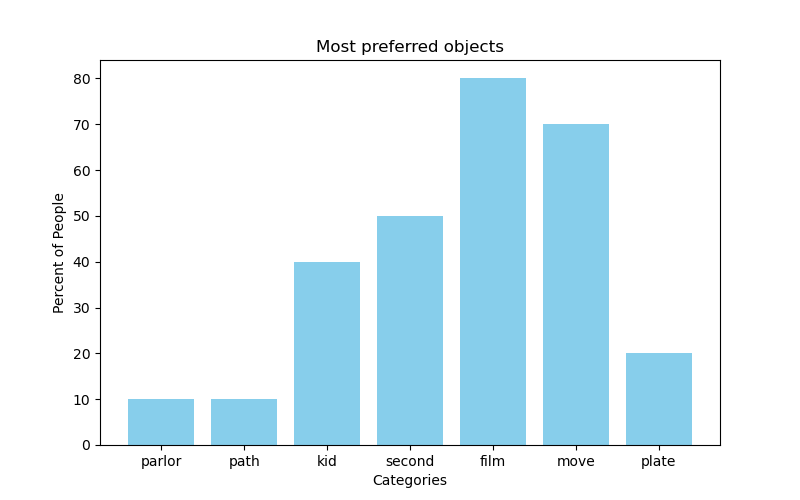 Most preferred objects
Percent of People
80
70
60
50
40
30
20
10
0
parlor path kid second film move plate
Categories